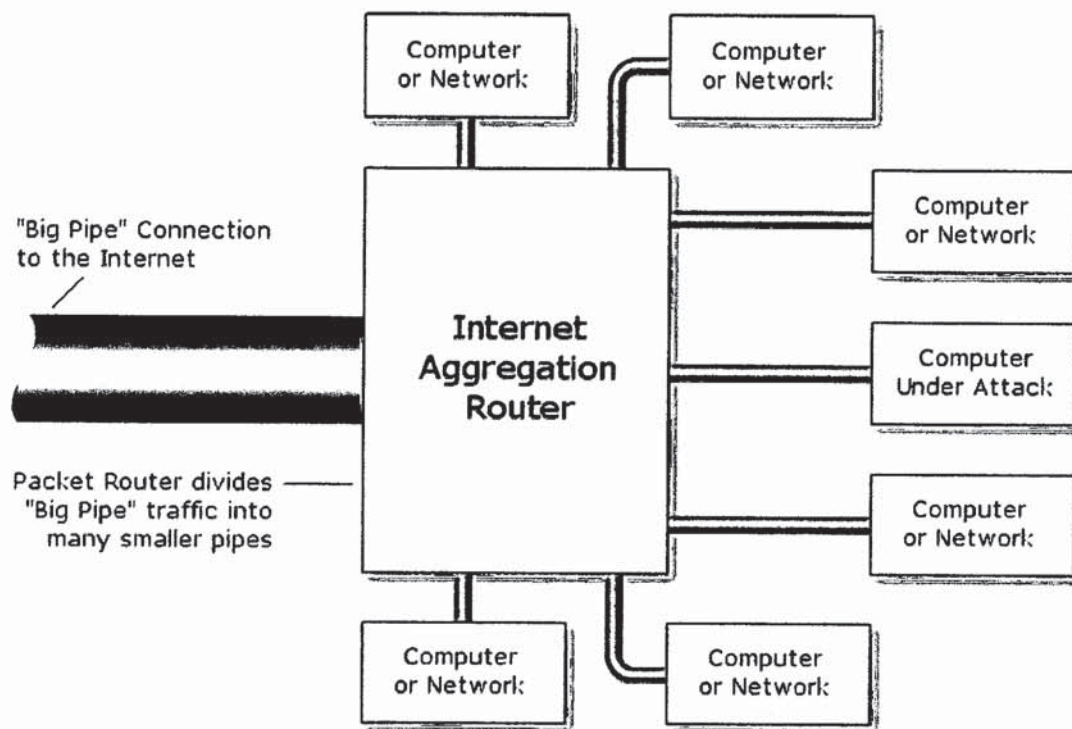 Computer
or Network
Computer
or Network
"Big Pipe" Connection
to the Internet
Computer
or Network
Internet
Aggregation
Router
Computer
Under Attack
Packet Router divides
"Big Pipe" traffic into
many smaller pipes
Computer
or Network
Computer
or Network
Computer
or Network